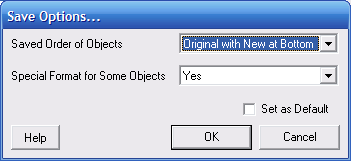 Save Options...
Saved Order of Objects Original with New at Bottom
Special Format for Some Objects Yes
Set as Default
Help OK Cancel